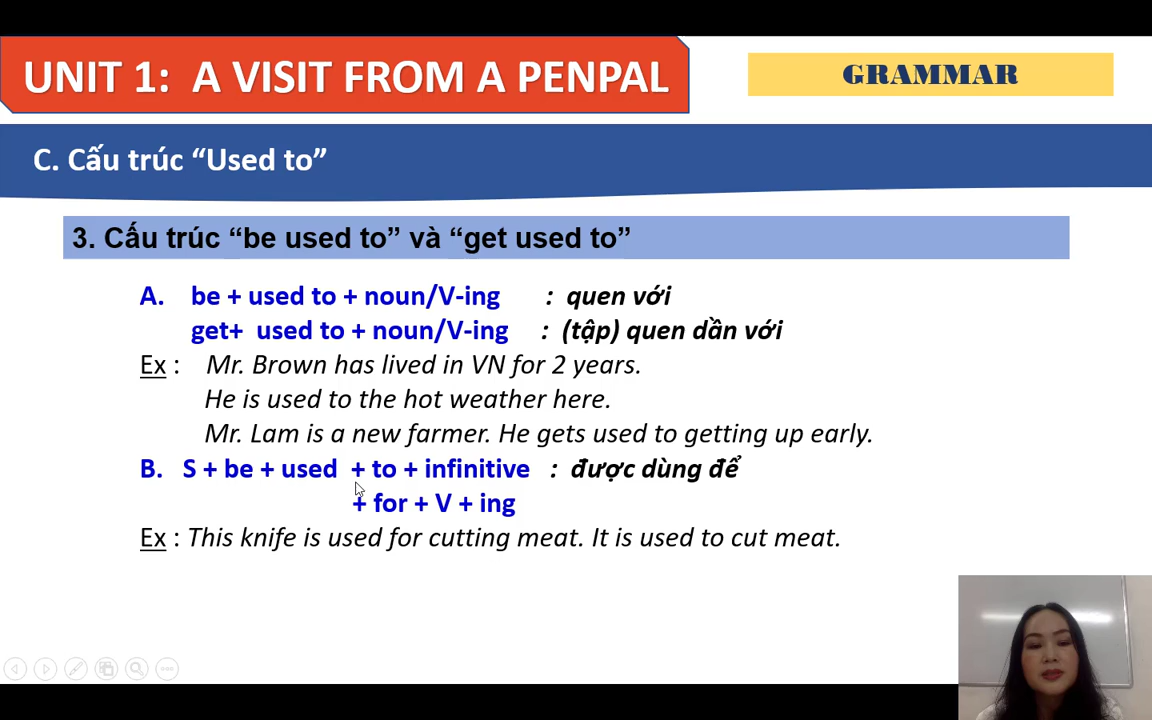 UNIT 1: A VISIT FROM A PENPAL
GRAMMAR
C. Cấu trúc “Used to”
3. Cấu trúc “be used to” và “get used to”
A. be + used to + noun/V-ing : quen với
get+ used to + noun/V-ing : (tập) quen dần với
Ex : Mr. Brown has lived in VN for 2 years.
He is used to the hot weather here.
Mr. Lam is a new farmer. He gets used to getting up early.
B. S + be + used + to + infinitive : được dùng để
+ for + V + ing
Ex : This knife is used for cutting meat. It is used to cut meat.